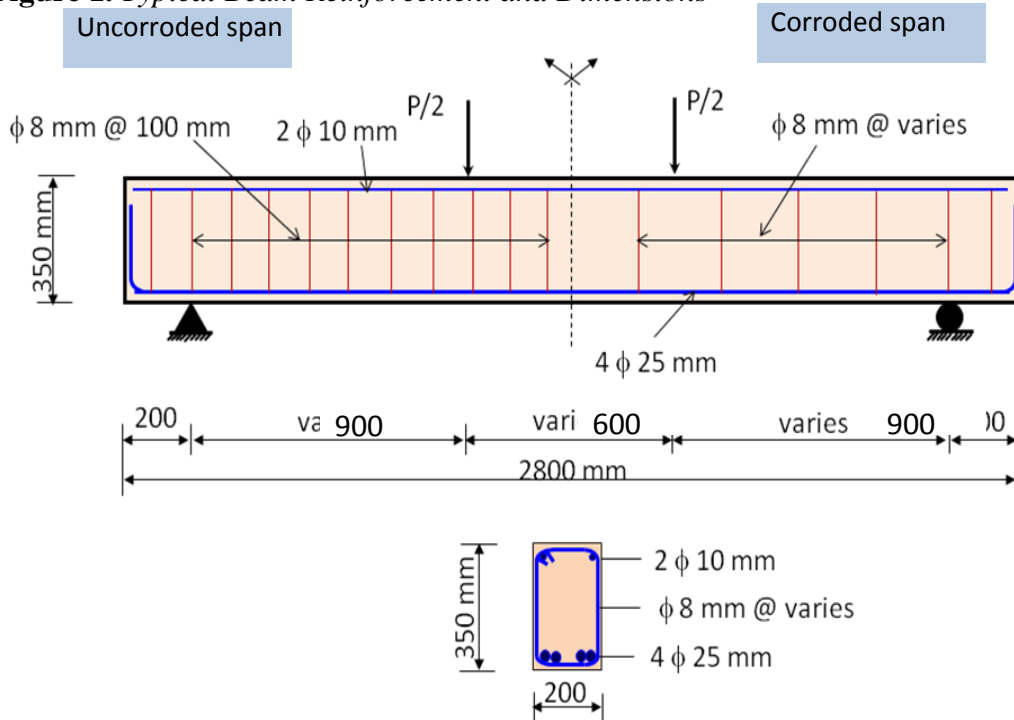 Uncorroded span
Corroded span
P/2
P/2
ϕ 8 mm @ 100 mm
2 ϕ 10 mm
ϕ 8 mm @ varies
350 mm
4 ϕ 25 mm
200
900
600
varies
900
2800 mm
2 ϕ 10 mm
350 mm
ϕ 8 mm @ varies
4 ϕ 25 mm
200